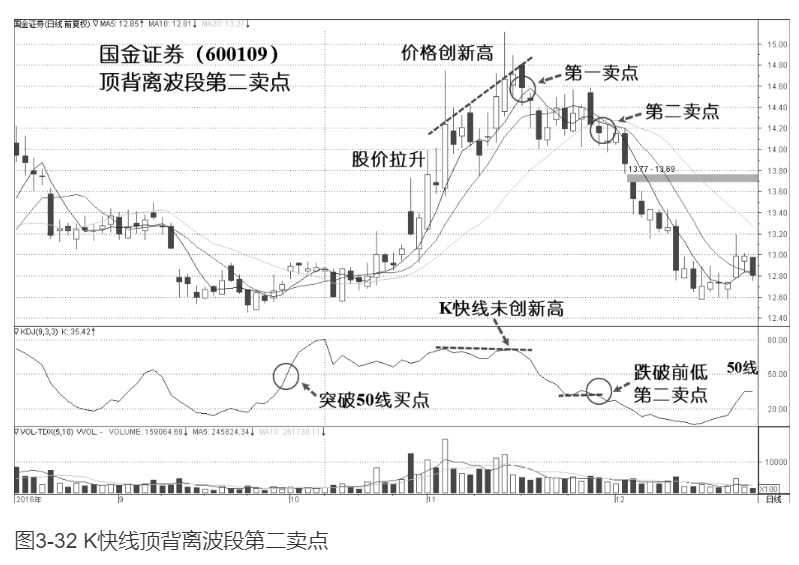 国金证券(日线 前复权) ▽ MA5: 12.85↑ MA10: 12.81↓ MA20: 13.27↓
国金证券(600109)
顶背离波段第二卖点
价格创新高
第一卖点
第二卖点
股价拉升
13.77 - 13.69
15.00
14.80
14.60
14.40
14.20
14.00
13.80
13.60
13.40
13.20
13.00
12.80
12.60
12.40
K快线未创新高
▽KDJ(9,3,3) K: 35.42↑
突破50线买点
跌破前低
第二卖点
50线
80.00
50.00
20.00
▽VOL-TDX(5,10) VVOL: - VOLUME: 159064.69↓ MA5: 245824.34↓ MA10: 261730.11↓
10000
X100
2016年
9
10
11
12
日线
图3-32 K快线顶背离波段第二卖点